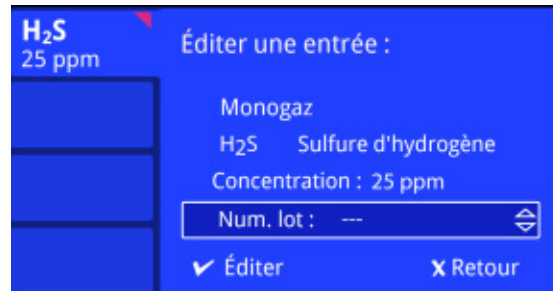 H₂S
25 ppm
Éditer une entrée :
Monogaz
H₂S Sulfure d'hydrogène
Concentration : 25 ppm
Num. lot : ---
✔ Éditer X Retour